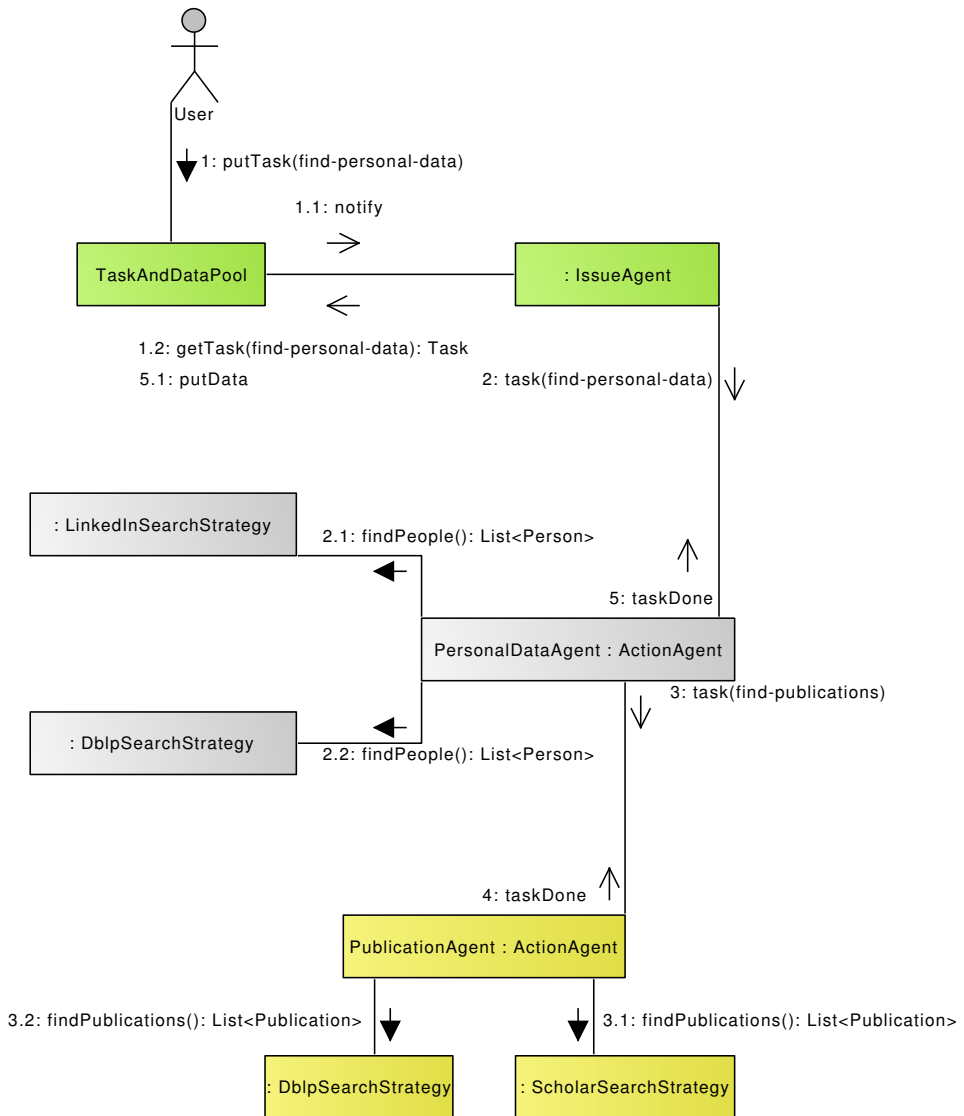 User
1: putTask(find-personal-data)
1.1: notify
TaskAndDataPool
: IssueAgent
1.2: getTask(find-personal-data): Task
5.1: putData
2: task(find-personal-data)
: LinkedInSearchStrategy
2.1: findPeople(): List<Person>
5: taskDone
PersonalDataAgent : ActionAgent
3: task(find-publications)
: DblpSearchStrategy
2.2: findPeople(): List<Person>
4: taskDone
PublicationAgent : ActionAgent
3.2: findPublications(): List<Publication>
3.1: findPublications(): List<Publication>
: DblpSearchStrategy
: ScholarSearchStrategy